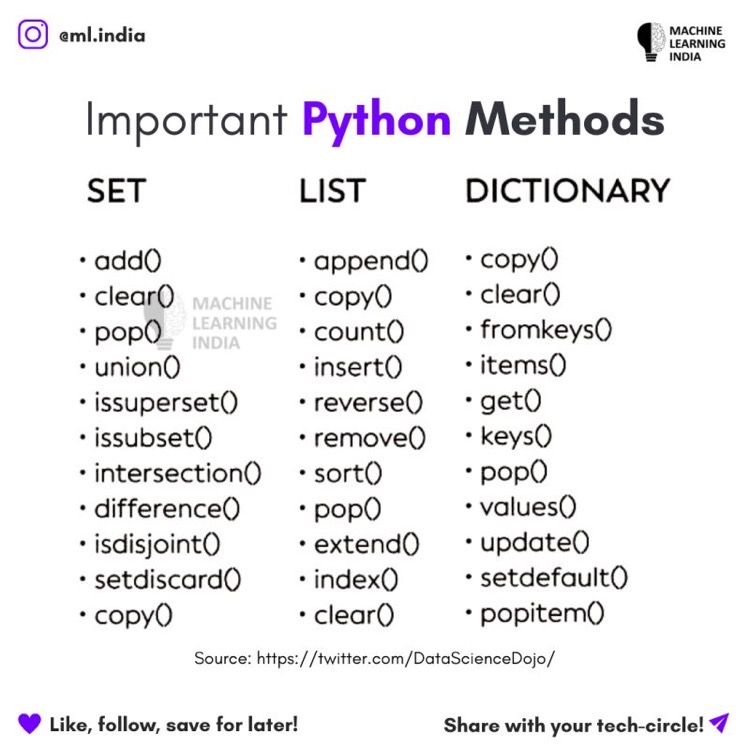 @ml.india
MACHINE
LEARNING
INDIA
Important Python Methods
SET
• add()
• clear()
• pop()
• union()
• issuperset()
• issubset()
• intersection()
• difference()
• isdisjoint()
• setdiscard()
• copy()
LIST
• append()
• copy()
• count()
• insert()
• reverse()
• remove()
• sort()
• pop()
• extend()
• index()
• clear()
DICTIONARY
• copy()
• clear()
• fromkeys()
• items()
• get()
• keys()
• pop()
• values()
• update()
• setdefault()
• popitem()
MACHINE
LEARNING
INDIA
Source: https://twitter.com/DataScienceDojo/
Like, follow, save for later!
Share with your tech-circle!